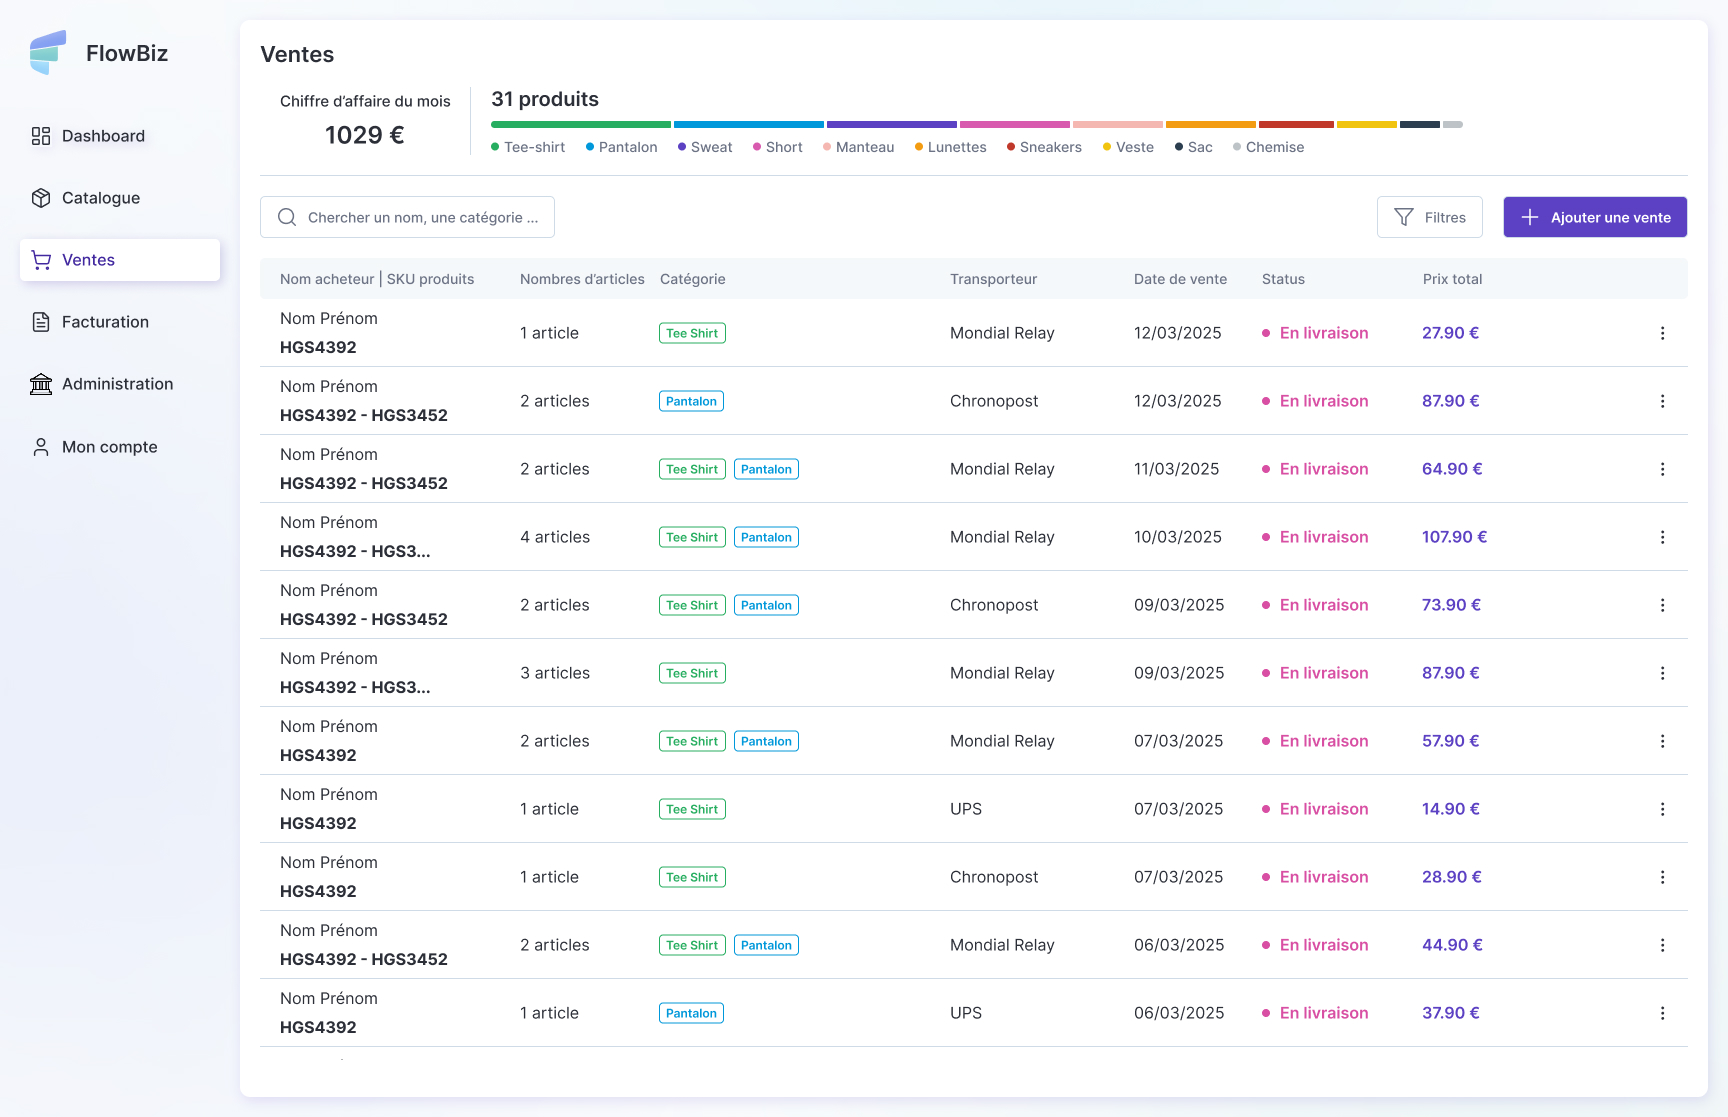 FlowBiz
Dashboard
Catalogue
Ventes
Facturation
Administration
Mon compte
Ventes
Chiffre d’affaire du mois
1029 €
31 produits
Tee-shirt Pantalon Sweat Short Manteau Lunettes Sneakers Veste Sac Chemise
Chercher un nom, une catégorie ...
Filtres
Ajouter une vente
Nom acheteur | SKU produits Nombres d’articles Catégorie Transporteur Date de vente Status Prix total
Nom Prénom
HGS4392
1 article Tee Shirt Mondial Relay 12/03/2025 En livraison 27.90 €
Nom Prénom
HGS4392 - HGS3452
2 articles Pantalon Chronopost 12/03/2025 En livraison 87.90 €
Nom Prénom
HGS4392 - HGS3452
2 articles Tee Shirt Pantalon Mondial Relay 11/03/2025 En livraison 64.90 €
Nom Prénom
HGS4392 - HGS3...
4 articles Tee Shirt Pantalon Mondial Relay 10/03/2025 En livraison 107.90 €
Nom Prénom
HGS4392 - HGS3452
2 articles Tee Shirt Pantalon Chronopost 09/03/2025 En livraison 73.90 €
Nom Prénom
HGS4392 - HGS3...
3 articles Tee Shirt Mondial Relay 09/03/2025 En livraison 87.90 €
Nom Prénom
HGS4392
2 articles Tee Shirt Pantalon Mondial Relay 07/03/2025 En livraison 57.90 €
Nom Prénom
HGS4392
1 article Tee Shirt UPS 07/03/2025 En livraison 14.90 €
Nom Prénom
HGS4392
1 article Tee Shirt Chronopost 07/03/2025 En livraison 28.90 €
Nom Prénom
HGS4392 - HGS3452
2 articles Tee Shirt Pantalon Mondial Relay 06/03/2025 En livraison 44.90 €
Nom Prénom
HGS4392
1 article Pantalon UPS 06/03/2025 En livraison 37.90 €